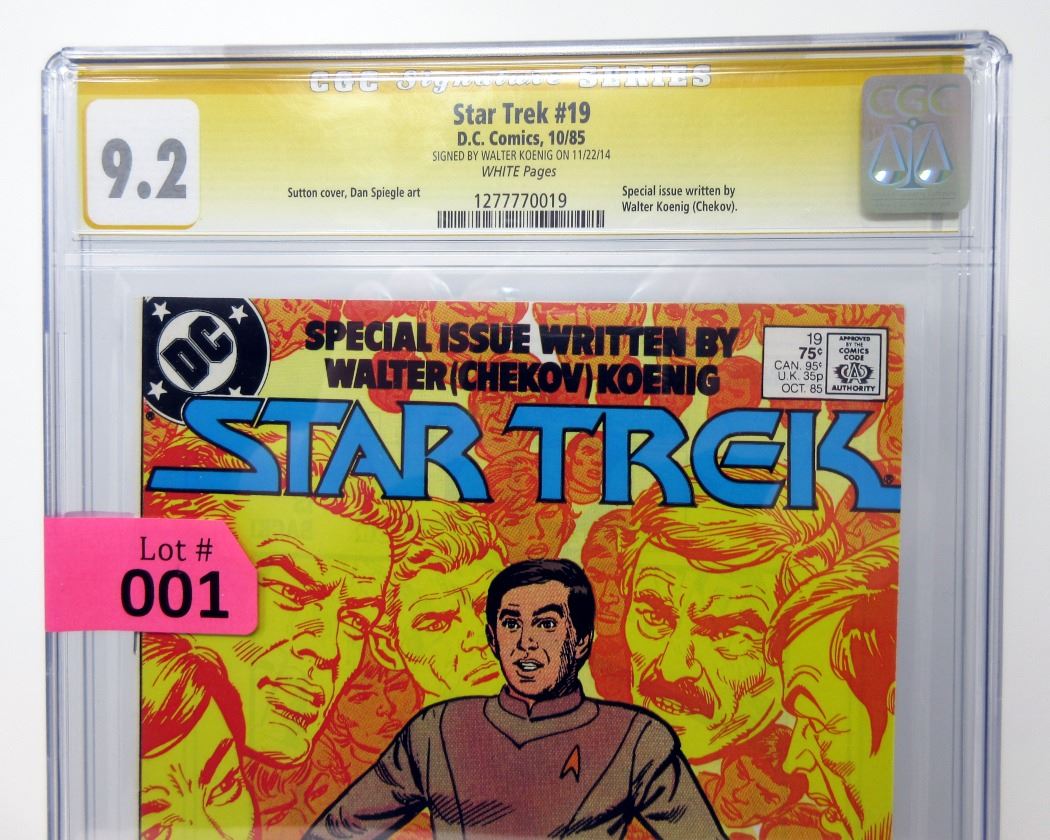 CGC Signature SERIES
Star Trek #19
D.C. Comics, 10/85
SIGNED BY WALTER KOENIG ON 11/22/14
WHITE Pages
9.2
CGC
Sutton cover, Dan Spiegle art
1277770019
Special issue written by
Walter Koenig (Chekov).
DC
SPECIAL ISSUE WRITTEN BY
WALTER (CHEKOV) KOENIG
19
75¢
CAN. 95¢
U.K. 35p
OCT. 85
APPROVED
BY THE
COMICS
CODE
CA
AUTHORITY
STAR TREK
Lot #
001